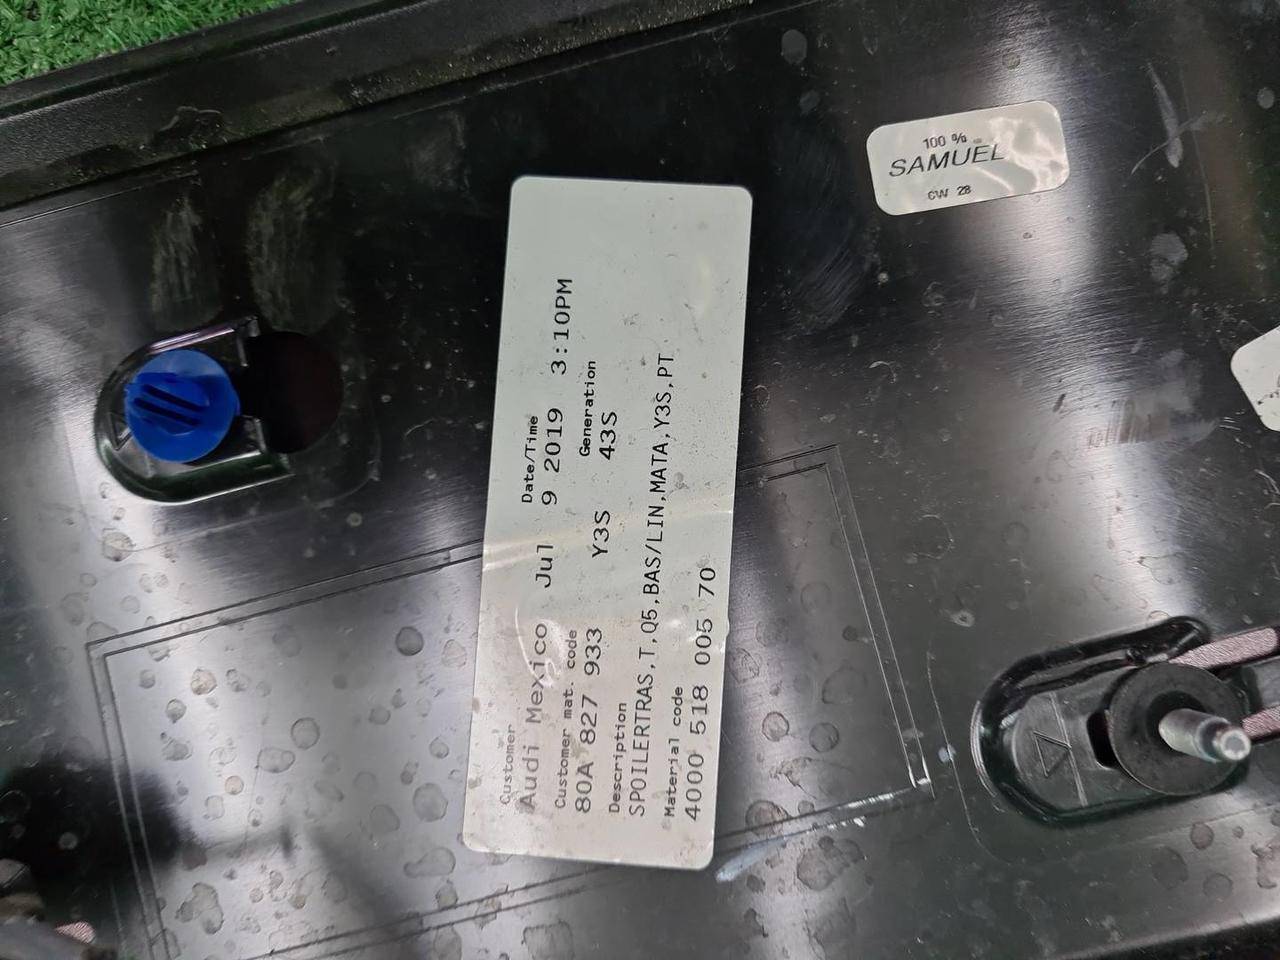 100 %
SAMUEL
CW 28
Customer Date/Time
Audi Mexico Jul 9 2019 3:10PM
Customer mat. code Generation
80A 827 933 Y3S 43S
Description
SPOILERTRAS,T,Q5,BAS/LIN,MATA,Y3S,PT
Material code
4000 518 005 70